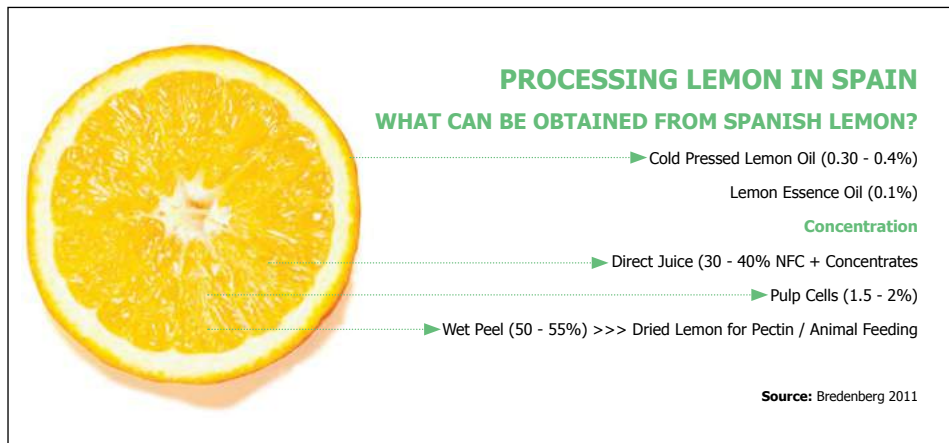 PROCESSING LEMON IN SPAIN
WHAT CAN BE OBTAINED FROM SPANISH LEMON?
Cold Pressed Lemon Oil (0.30 - 0.4%)
Lemon Essence Oil (0.1%)
Concentration
Direct Juice (30 - 40% NFC + Concentrates
Pulp Cells (1.5 - 2%)
Wet Peel (50 - 55%) >>> Dried Lemon for Pectin / Animal Feeding
Source: Bredenberg 2011